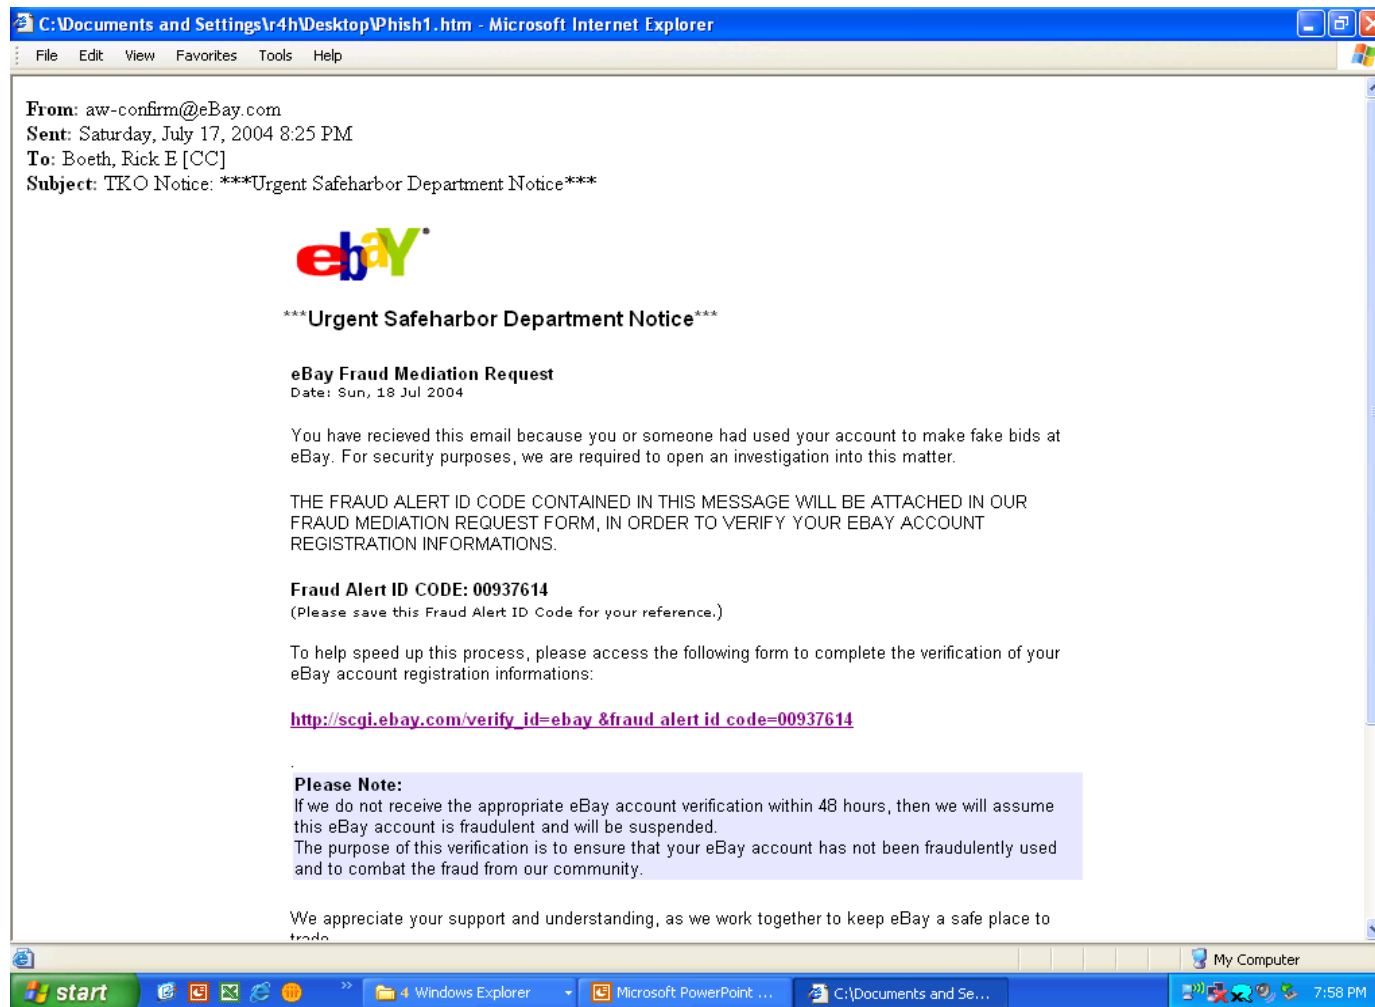 C:\Documents and Settings\r4h\Desktop\Phish1.htm - Microsoft Internet Explorer
File Edit View Favorites Tools Help
From: aw-confirm@eBay.com
Sent: Saturday, July 17, 2004 8:25 PM
To: Boeth, Rick E [CC]
Subject: TKO Notice: ***Urgent Safeharbor Department Notice***
ebaY
***Urgent Safeharbor Department Notice***
eBay Fraud Mediation Request
Date: Sun, 18 Jul 2004
You have recieved this email because you or someone had used your account to make fake bids at
eBay. For security purposes, we are required to open an investigation into this matter.
THE FRAUD ALERT ID CODE CONTAINED IN THIS MESSAGE WILL BE ATTACHED IN OUR
FRAUD MEDIATION REQUEST FORM, IN ORDER TO VERIFY YOUR EBAY ACCOUNT
REGISTRATION INFORMATIONS.
Fraud Alert ID CODE: 00937614
(Please save this Fraud Alert ID Code for your reference.)
To help speed up this process, please access the following form to complete the verification of your
eBay account registration informations:
http://scgi.ebay.com/verify_id=ebay &fraud alert id code=00937614
.
Please Note:
If we do not receive the appropriate eBay account verification within 48 hours, then we will assume
this eBay account is fraudulent and will be suspended.
The purpose of this verification is to ensure that your eBay account has not been fraudulently used
and to combat the fraud from our community.
We appreciate your support and understanding, as we work together to keep eBay a safe place to
trade
My Computer
start
4 Windows Explorer
Microsoft PowerPoint ...
C:\Documents and Se...
7:58 PM